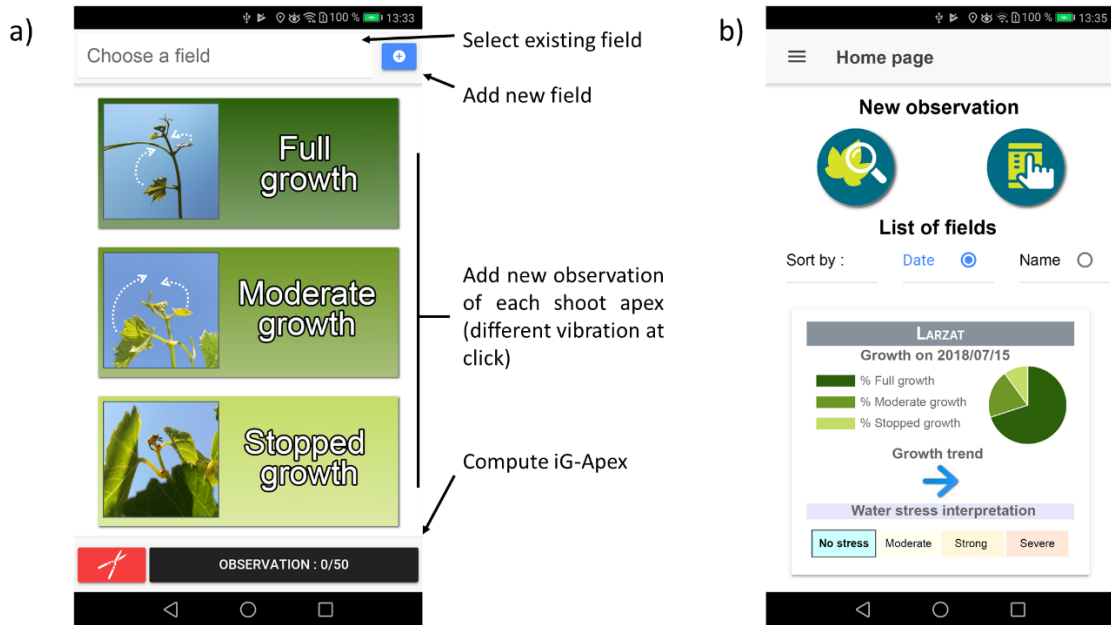 a)
100 % 13:33
Choose a field
Select existing field
Add new field
Full
growth
Moderate
growth
Add new observation
of each shoot apex
(different vibration at
click)
Stopped
growth
Compute iG-Apex
OBSERVATION : 0/50
b)
100 % 13:35
Home page
New observation
List of fields
Sort by : Date Name
LARZAT
Growth on 2018/07/15
% Full growth
% Moderate growth
% Stopped growth
Growth trend
Water stress interpretation
No stress Moderate Strong Severe